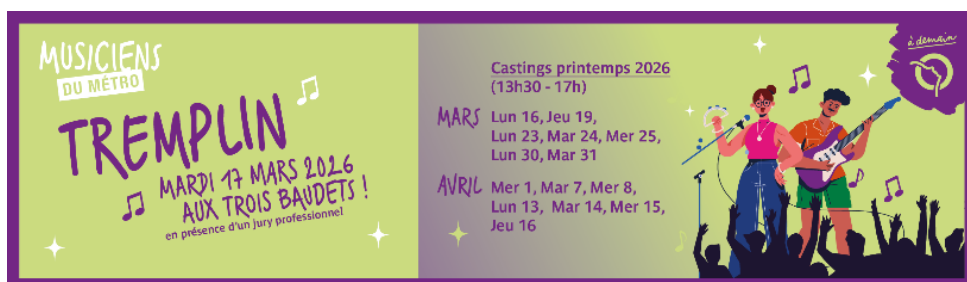 MUSICIENS
DU MÉTRO
TREMPLIN
MARDI 17 MARS 2026
AUX TROIS BAUDETS !
en présence d'un jury professionnel
Castings printemps 2026
(13h30 - 17h)
MARS Lun 16, Jeu 19,
Lun 23, Mar 24, Mer 25,
Lun 30, Mar 31
AVRIL Mer 1, Mar 7, Mer 8,
Lun 13, Mar 14, Mer 15,
Jeu 16
à demain